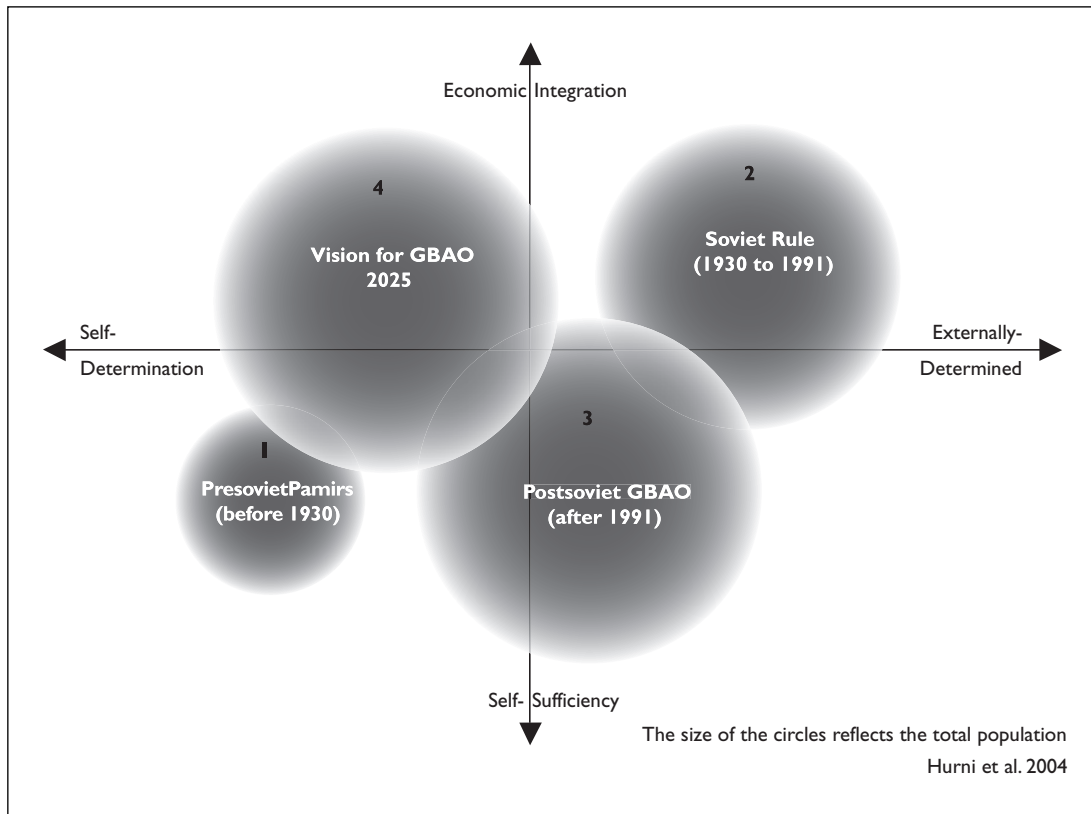 Economic Integration
4
2
Vision for GBAO
2025
Soviet Rule
(1930 to 1991)
Self-
Determination
Externally-
Determined
1
PresovietPamirs
(before 1930)
3
Postsoviet GBAO
(after 1991)
Self- Sufficiency
The size of the circles reflects the total population
Hurni et al. 2004